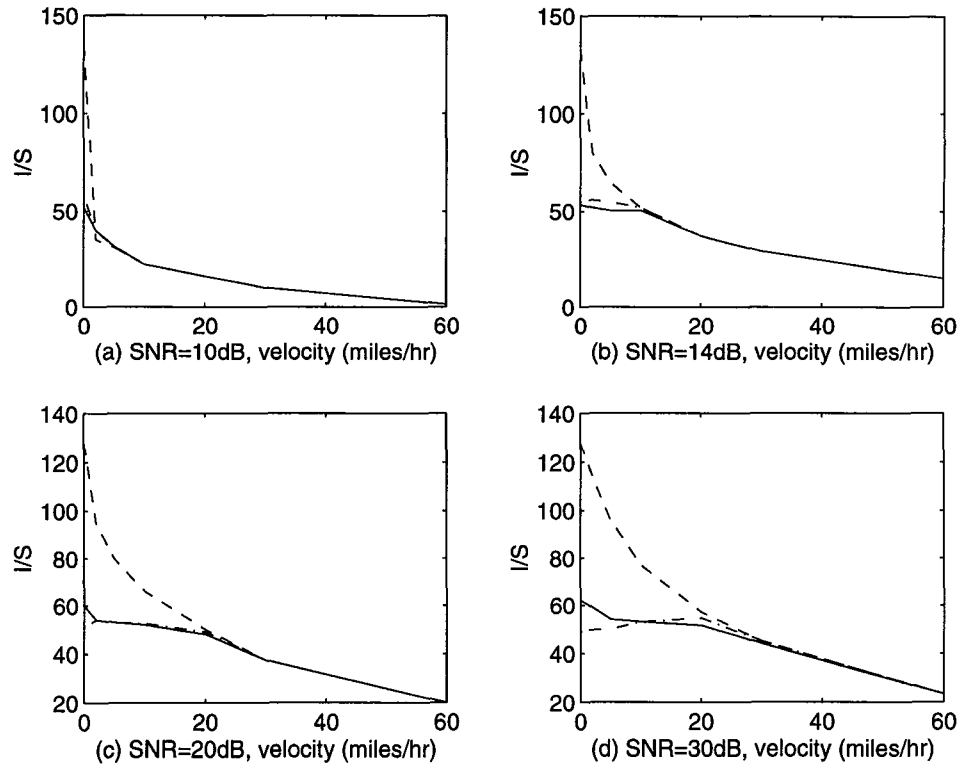 150
100
50
0
I/S
0 20 40 60
(a) SNR=10dB, velocity (miles/hr)
150
100
50
0
I/S
0 20 40 60
(b) SNR=14dB, velocity (miles/hr)
140
120
100
80
60
40
20
I/S
0 20 40 60
(c) SNR=20dB, velocity (miles/hr)
140
120
100
80
60
40
20
I/S
0 20 40 60
(d) SNR=30dB, velocity (miles/hr)